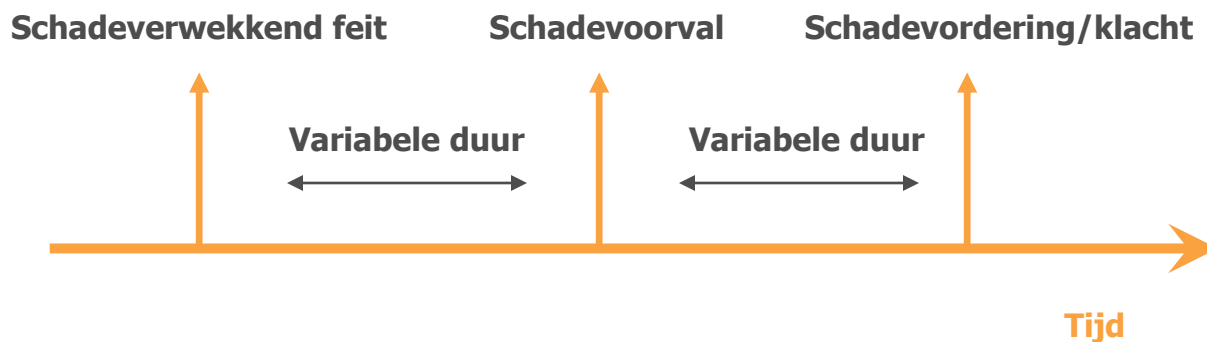 Schadeverwekkend feit Schadevoorval Schadevordering/klacht
Variabele duur Variabele duur
Tijd